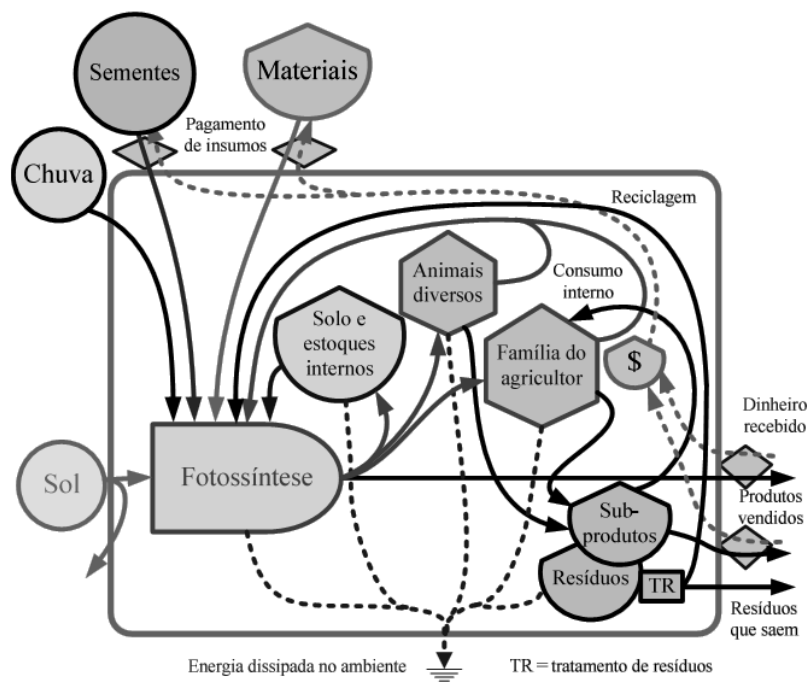 Sementes
Materiais
Pagamento
de insumos
Chuva
Reciclagem
Animais
diversos
Consumo
interno
Solo e
estoques
internos
Família do
agricultor
$
Dinheiro
recebido
Sol
Fotossíntese
Produtos
vendidos
Sub-
produtos
Resíduos
TR
Resíduos
que saem
Energia dissipada no ambiente
TR = tratamento de resíduos